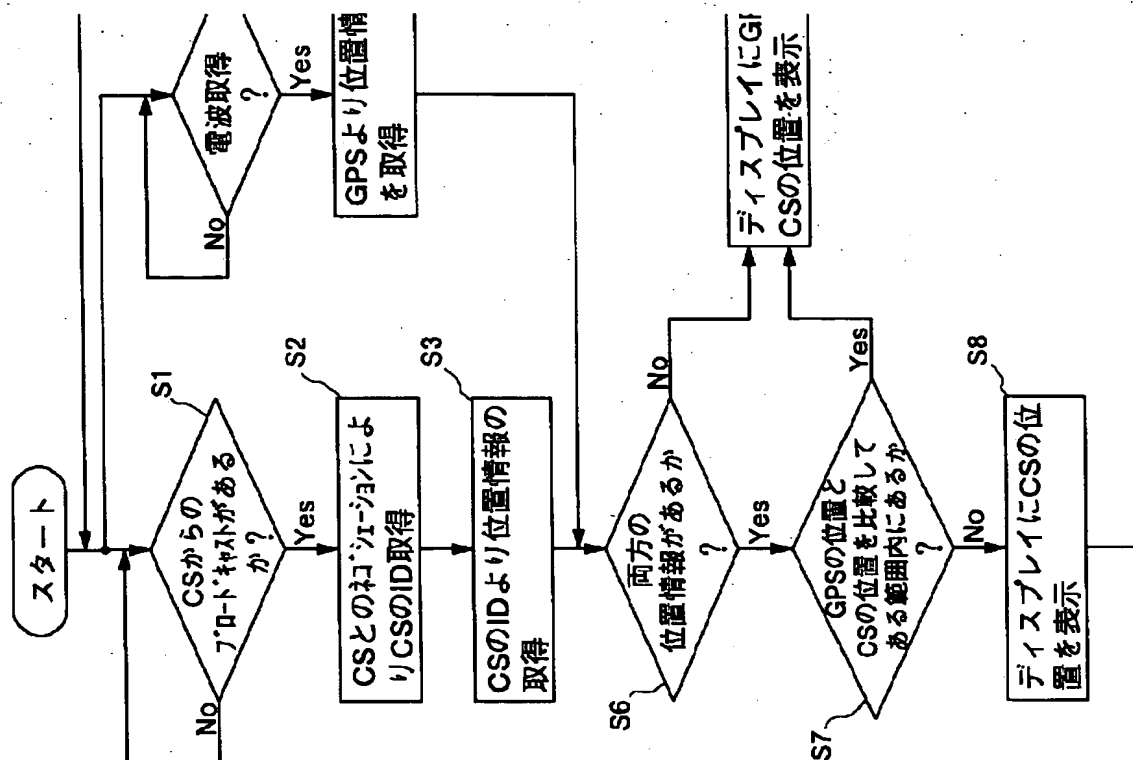 スタート
S1
CSからの
ブロードキャストがある
か?
No
Yes
S2
CSとのネゴシェーションによ
りCSのID取得
S3
CSのIDより位置情報の
取得
電波取得
?
No
Yes
GPSより位置情
を取得
S6
両方の
位置情報があるか
?
No
Yes
S7
GPSの位置と
CSの位置を比較して
ある範囲内にあるか
?
Yes
No
S8
ディスプレイにCSの位
置を表示
ディスプレイにG
CSの位置を表示